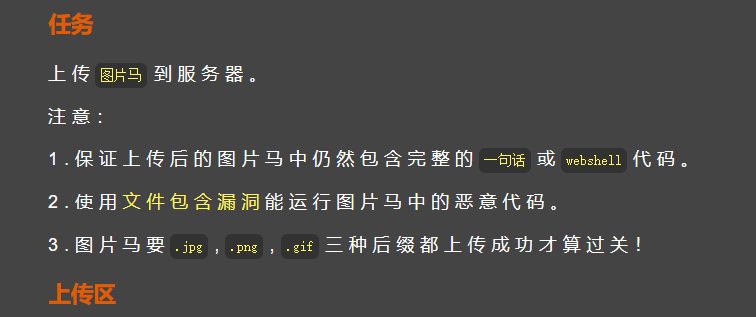 任务
上传 图片马 到服务器。
注意：
1.保证上传后的图片马中仍然包含完整的 一句话 或 webshell 代码。
2.使用文件包含漏洞能运行图片马中的恶意代码。
3.图片马要 .jpg , .png , .gif 三种后缀都上传成功才算过关！
上传区